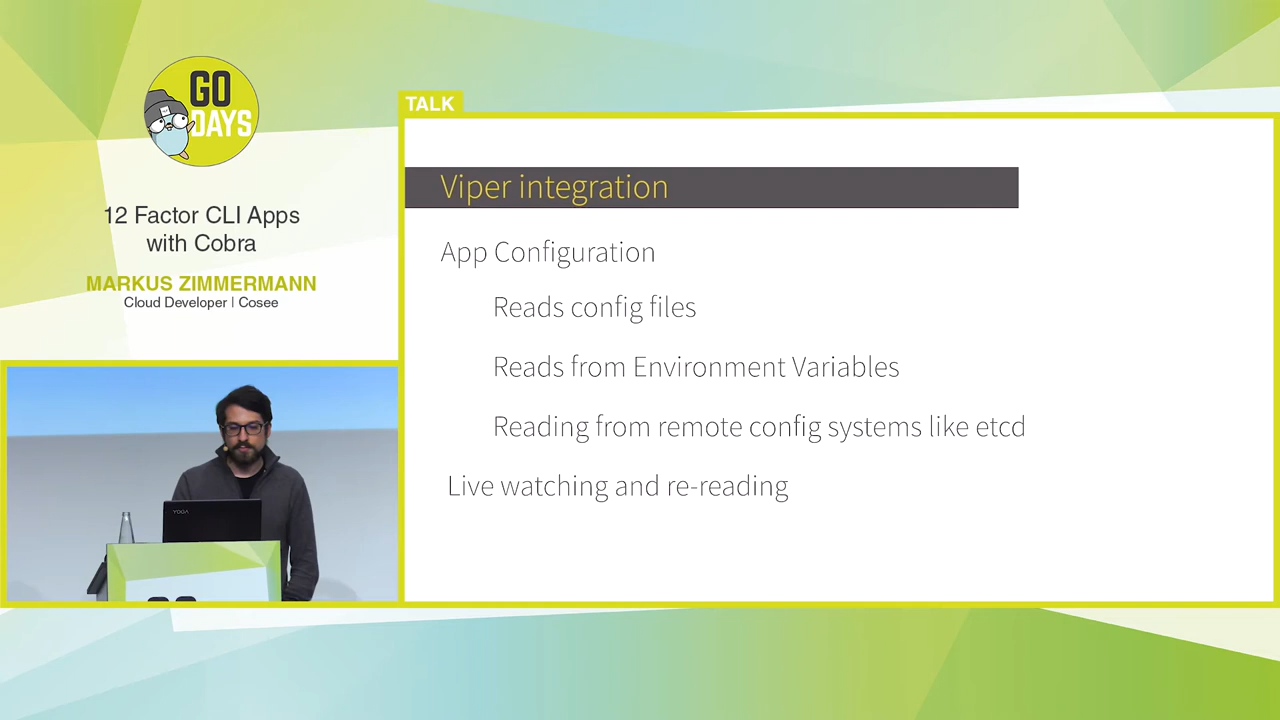 GO
DAYS
12 Factor CLI Apps
with Cobra
MARKUS ZIMMERMANN
Cloud Developer | Cosee
TALK
Viper integration
App Configuration
Reads config files
Reads from Environment Variables
Reading from remote config systems like etcd
Live watching and re-reading
YOGA